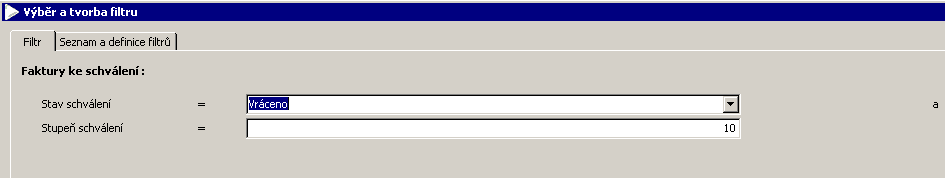 Výběr a tvorba filtru
Filtr Seznam a definice filtrů
Faktury ke schválení :
Stav schválení = Vráceno a
Stupeň schválení = 10